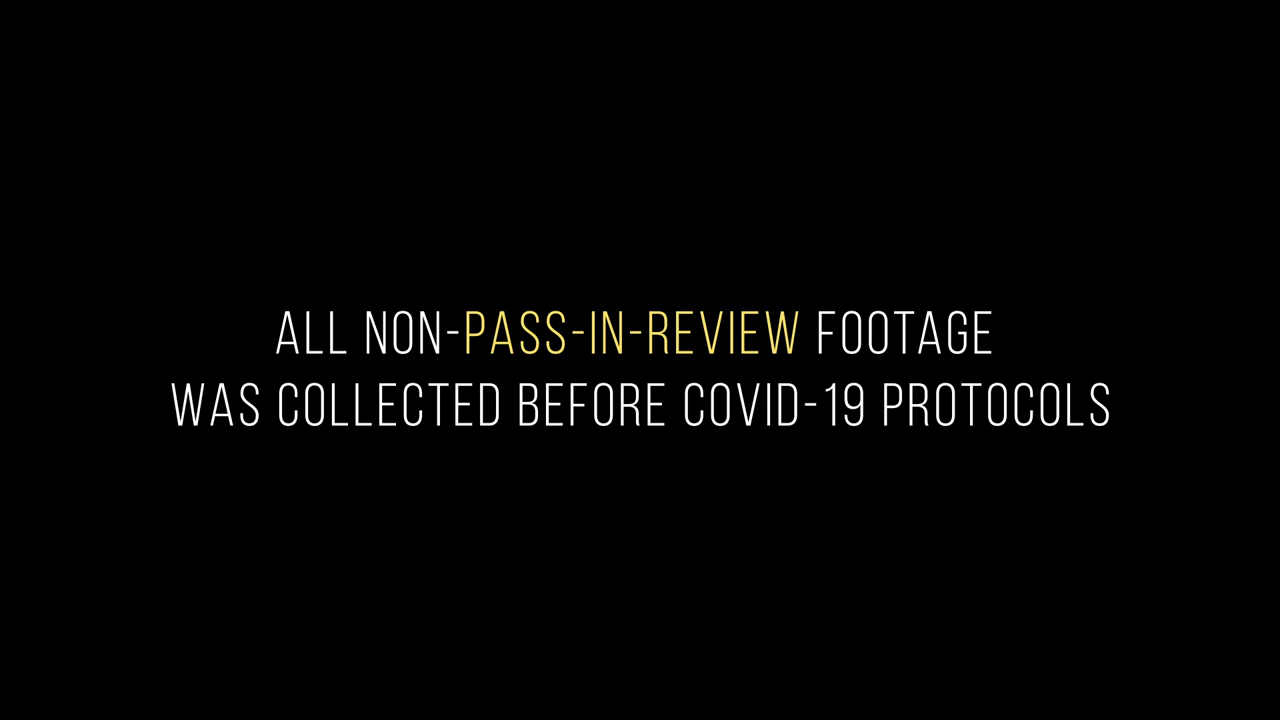 ALL NON-PASS-IN-REVIEW FOOTAGE
WAS COLLECTED BEFORE COVID-19 PROTOCOLS